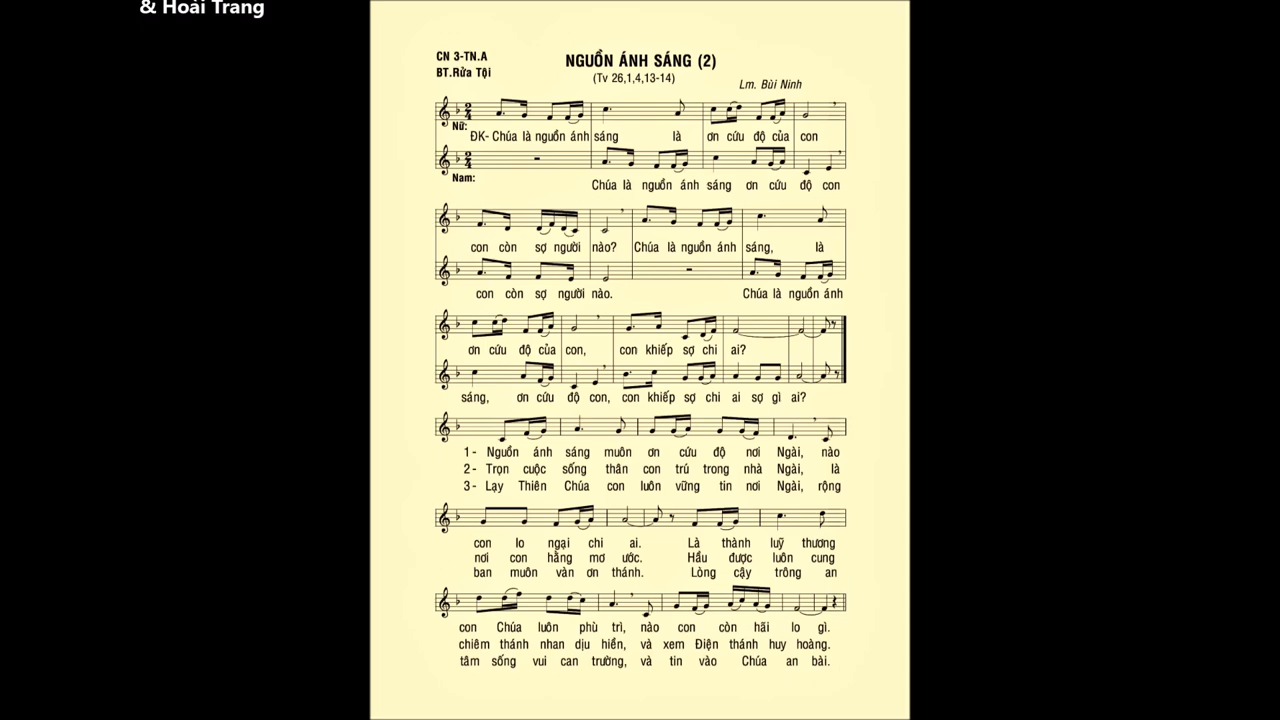 & Hoài Trang
CN 3-TN.A
BT.Rửa Tội
NGUỒN ÁNH SÁNG (2)
(Tv 26,1,4,13-14)
Lm. Bùi Ninh
Nữ:
ĐK- Chúa là nguồn ánh sáng là ơn cứu độ của con
Nam:
Chúa là nguồn ánh sáng ơn cứu độ con
con còn sợ người nào? Chúa là nguồn ánh sáng, là
con còn sợ người nào. Chúa là nguồn ánh
ơn cứu độ của con, con khiếp sợ chi ai?
sáng, ơn cứu độ con, con khiếp sợ chi ai sợ gì ai?
1- Nguồn ánh sáng muôn ơn cứu độ nơi Ngài, nào
2- Trọn cuộc sống thân con trú trong nhà Ngài, là
3- Lạy Thiên Chúa con luôn vững tin nơi Ngài, rộng
con lo ngại chi ai. Là thành luỹ thương
nơi con hằng mơ ước. Hầu được luôn cung
ban muôn vàn ơn thánh. Lòng cậy trông an
con Chúa luôn phù trì, nào con còn hãi lo gì.
chiêm thánh nhan dịu hiền, và xem Điện thánh huy hoàng.
tâm sống vui can trường, và tin vào Chúa an bài.